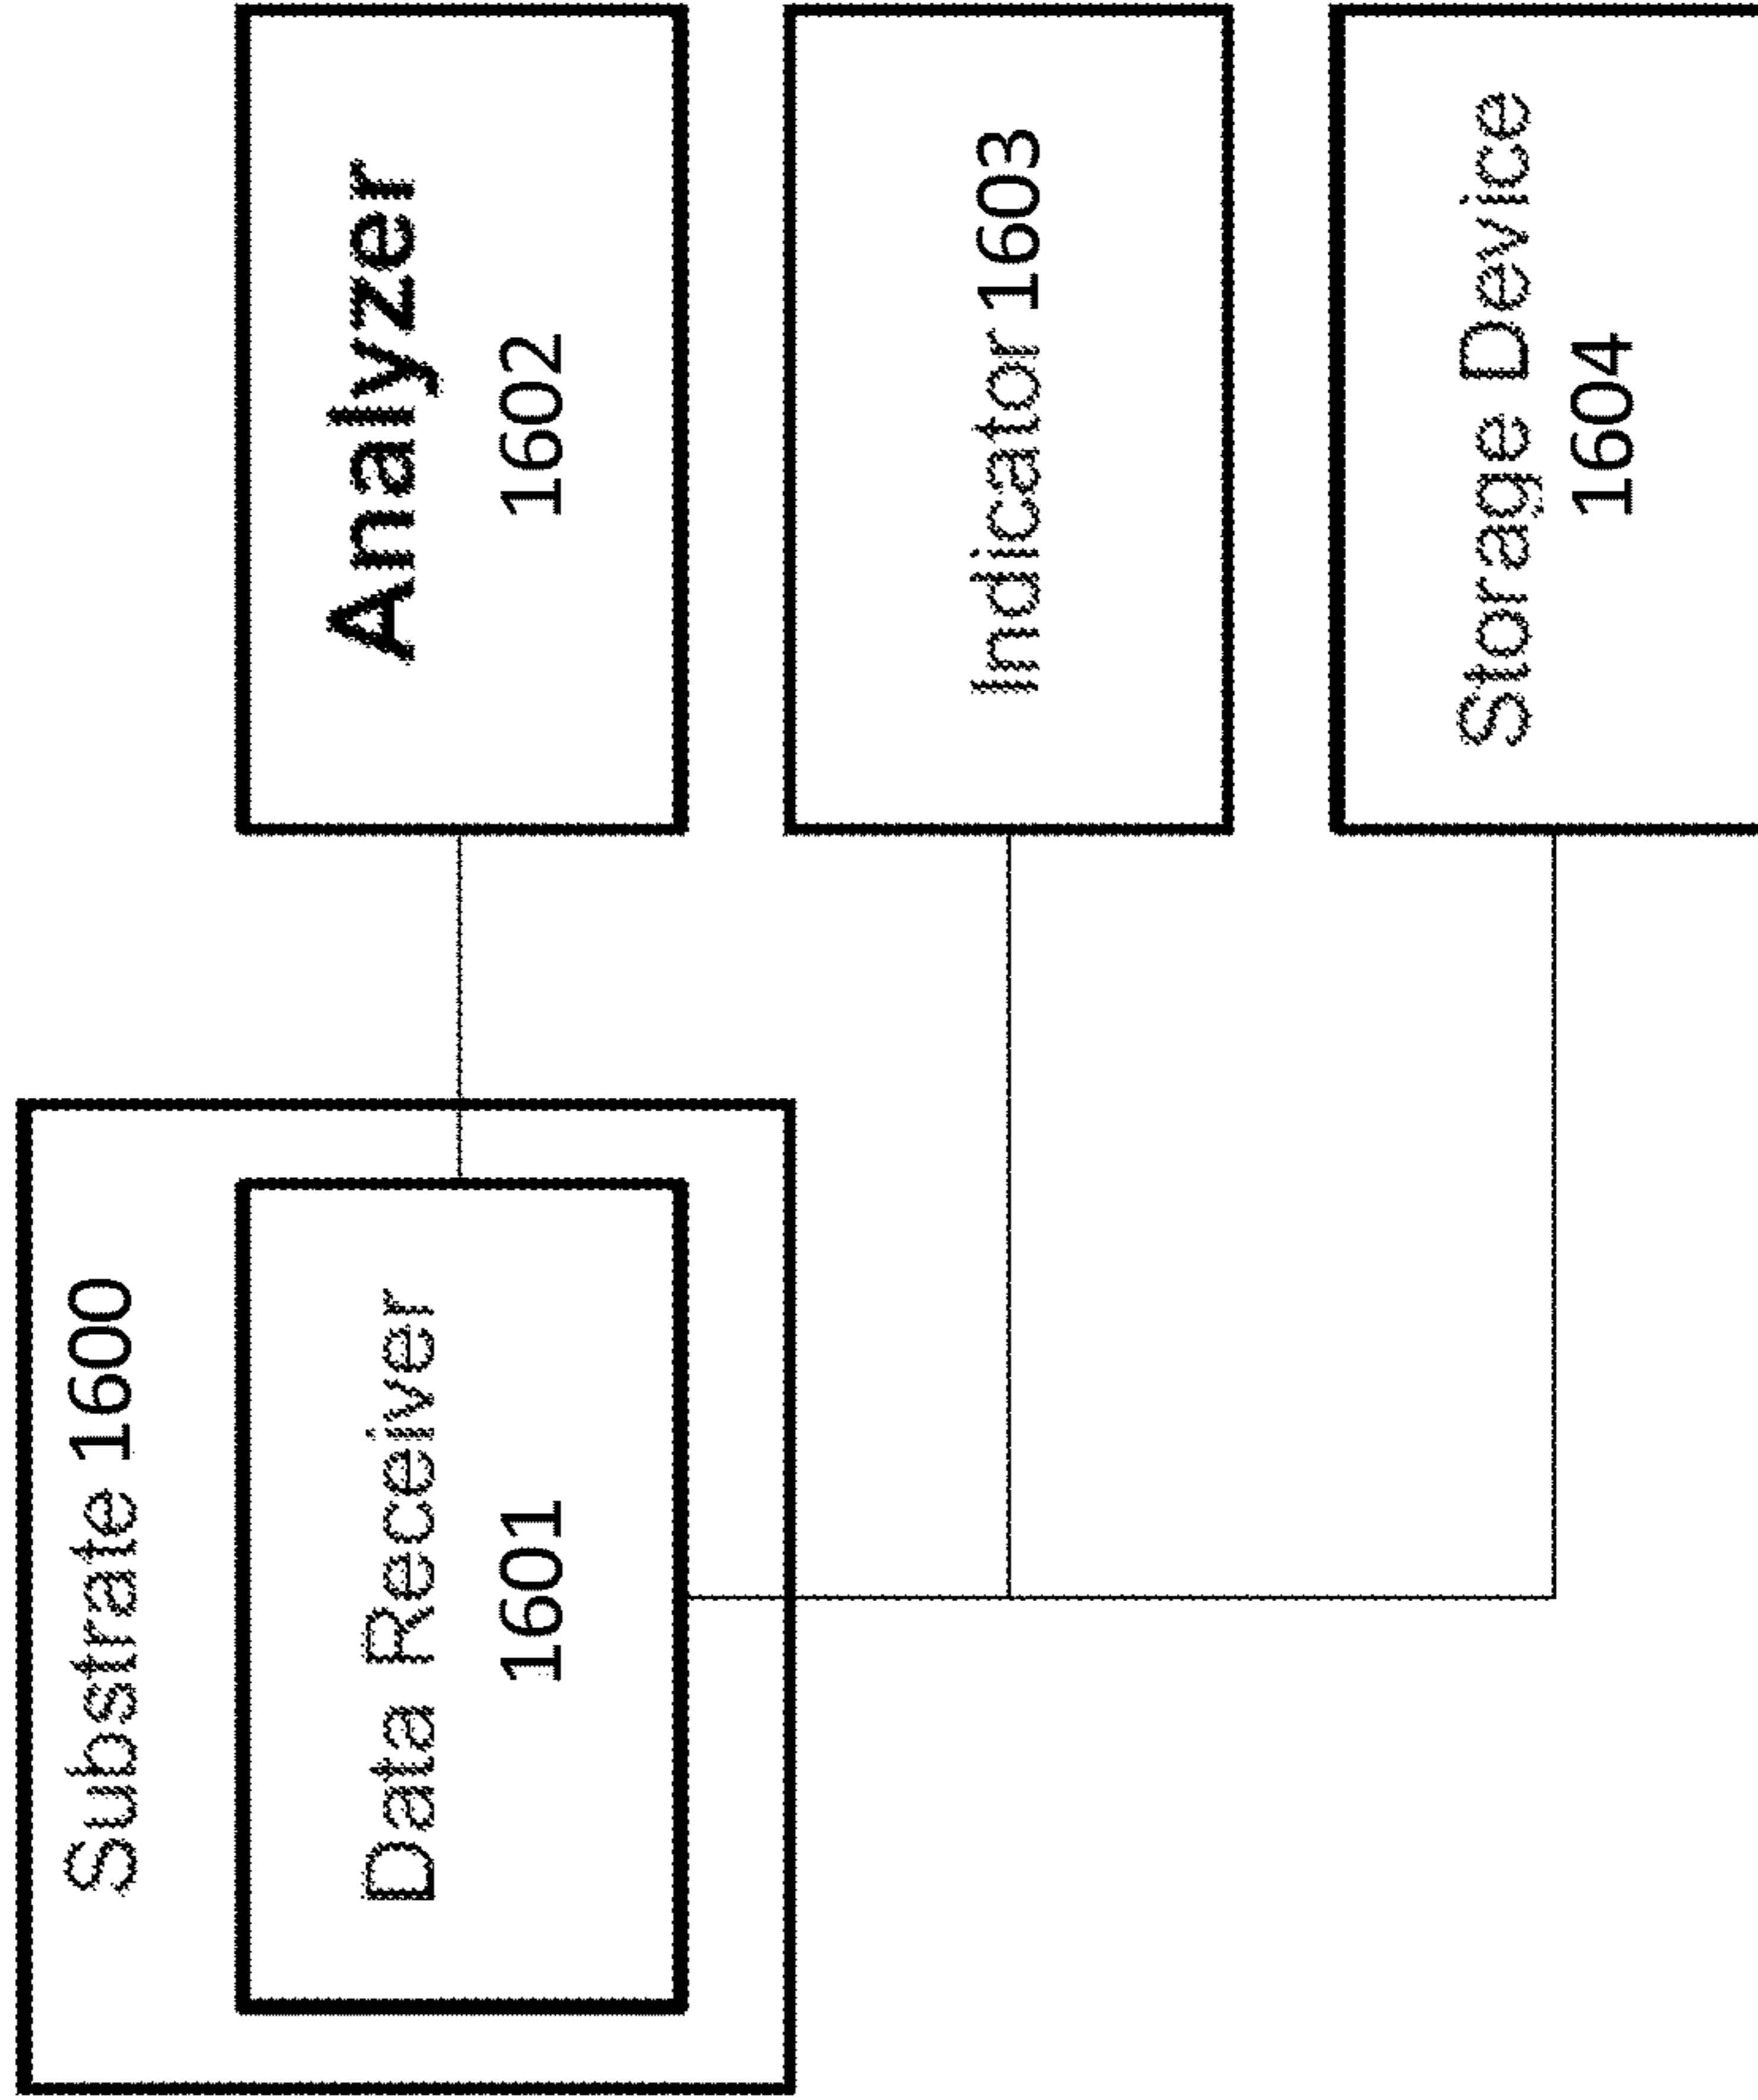 Substrate 1600
Data Receiver
1601
Analyzer
1602
Indicator 1603
Storage Device
1604